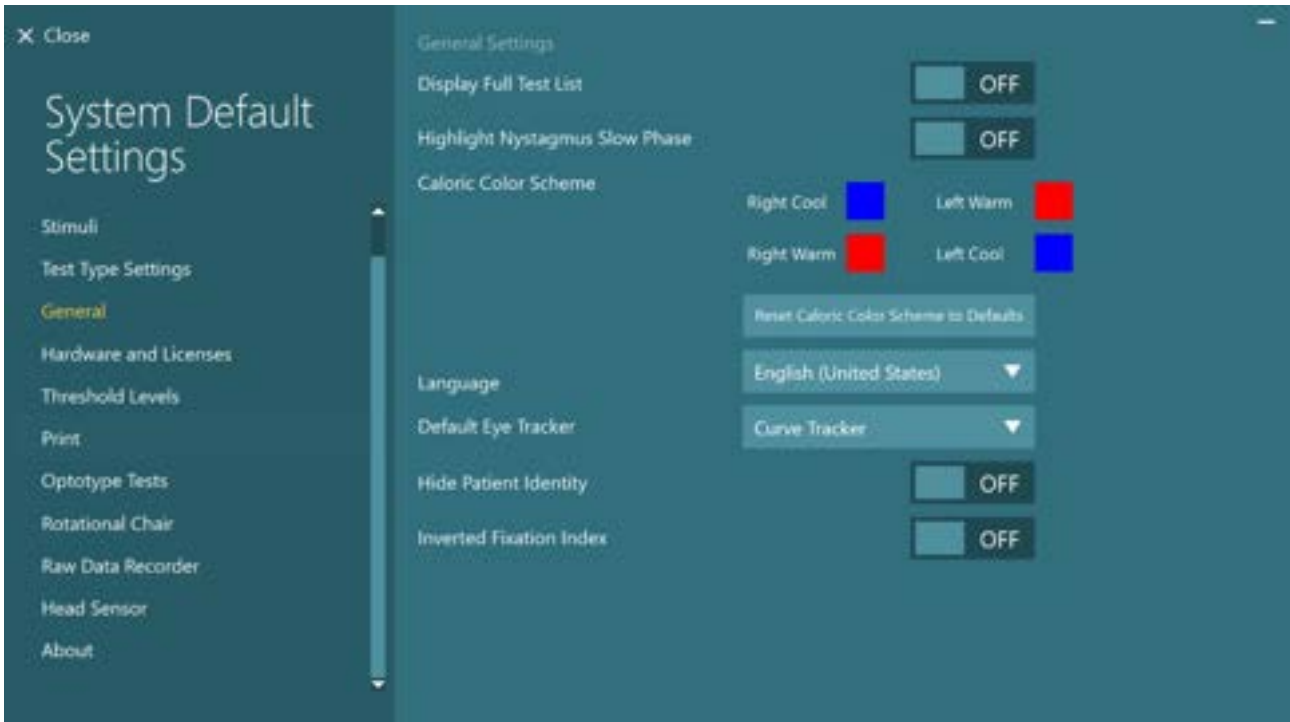 Close
System Default
Settings
Stimuli
Test Type Settings
General
Hardware and Licenses
Threshold Levels
Print
Optotype Tests
Rotational Chair
Raw Data Recorder
Head Sensor
About
General Settings
Display Full Test List OFF
Highlight Nystagmus Slow Phase OFF
Caloric Color Scheme
Right Cool Left Warm
Right Warm Left Cool
Reset Caloric Color Scheme to Defaults
Language English (United States)
Default Eye Tracker Curve Tracker
Hide Patient Identity OFF
Inverted Fixation Index OFF